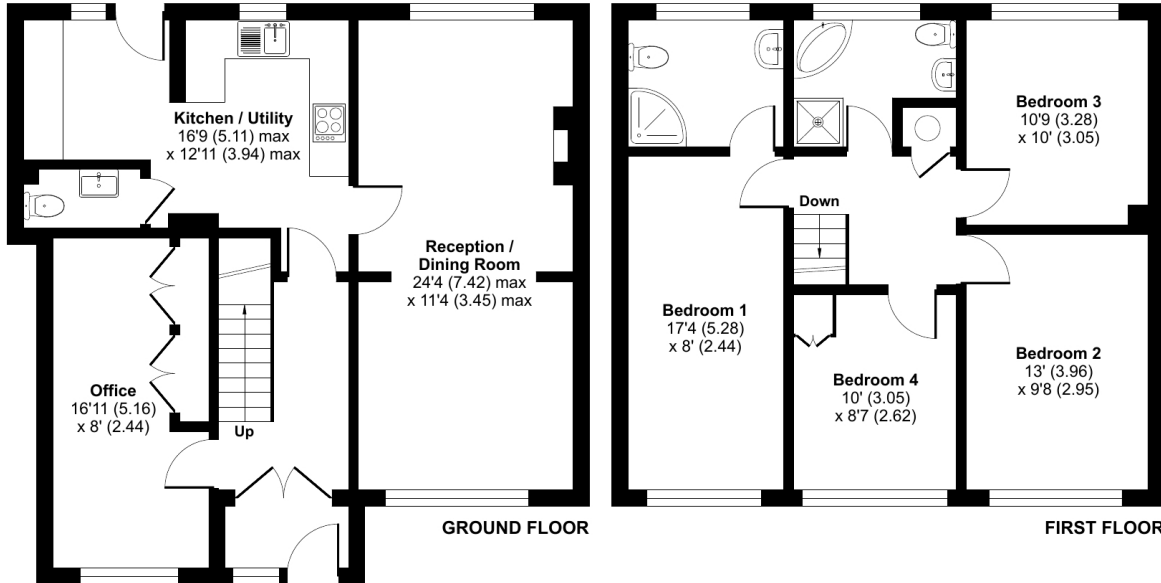 Kitchen / Utility
16'9 (5.11) max
x 12'11 (3.94) max
Reception /
Dining Room
24'4 (7.42) max
x 11'4 (3.45) max
Office
16'11 (5.16)
x 8' (2.44)
Up
GROUND FLOOR
Bedroom 3
10'9 (3.28)
x 10' (3.05)
Down
Bedroom 1
17'4 (5.28)
x 8' (2.44)
Bedroom 2
13' (3.96)
x 9'8 (2.95)
Bedroom 4
10' (3.05)
x 8'7 (2.62)
FIRST FLOOR